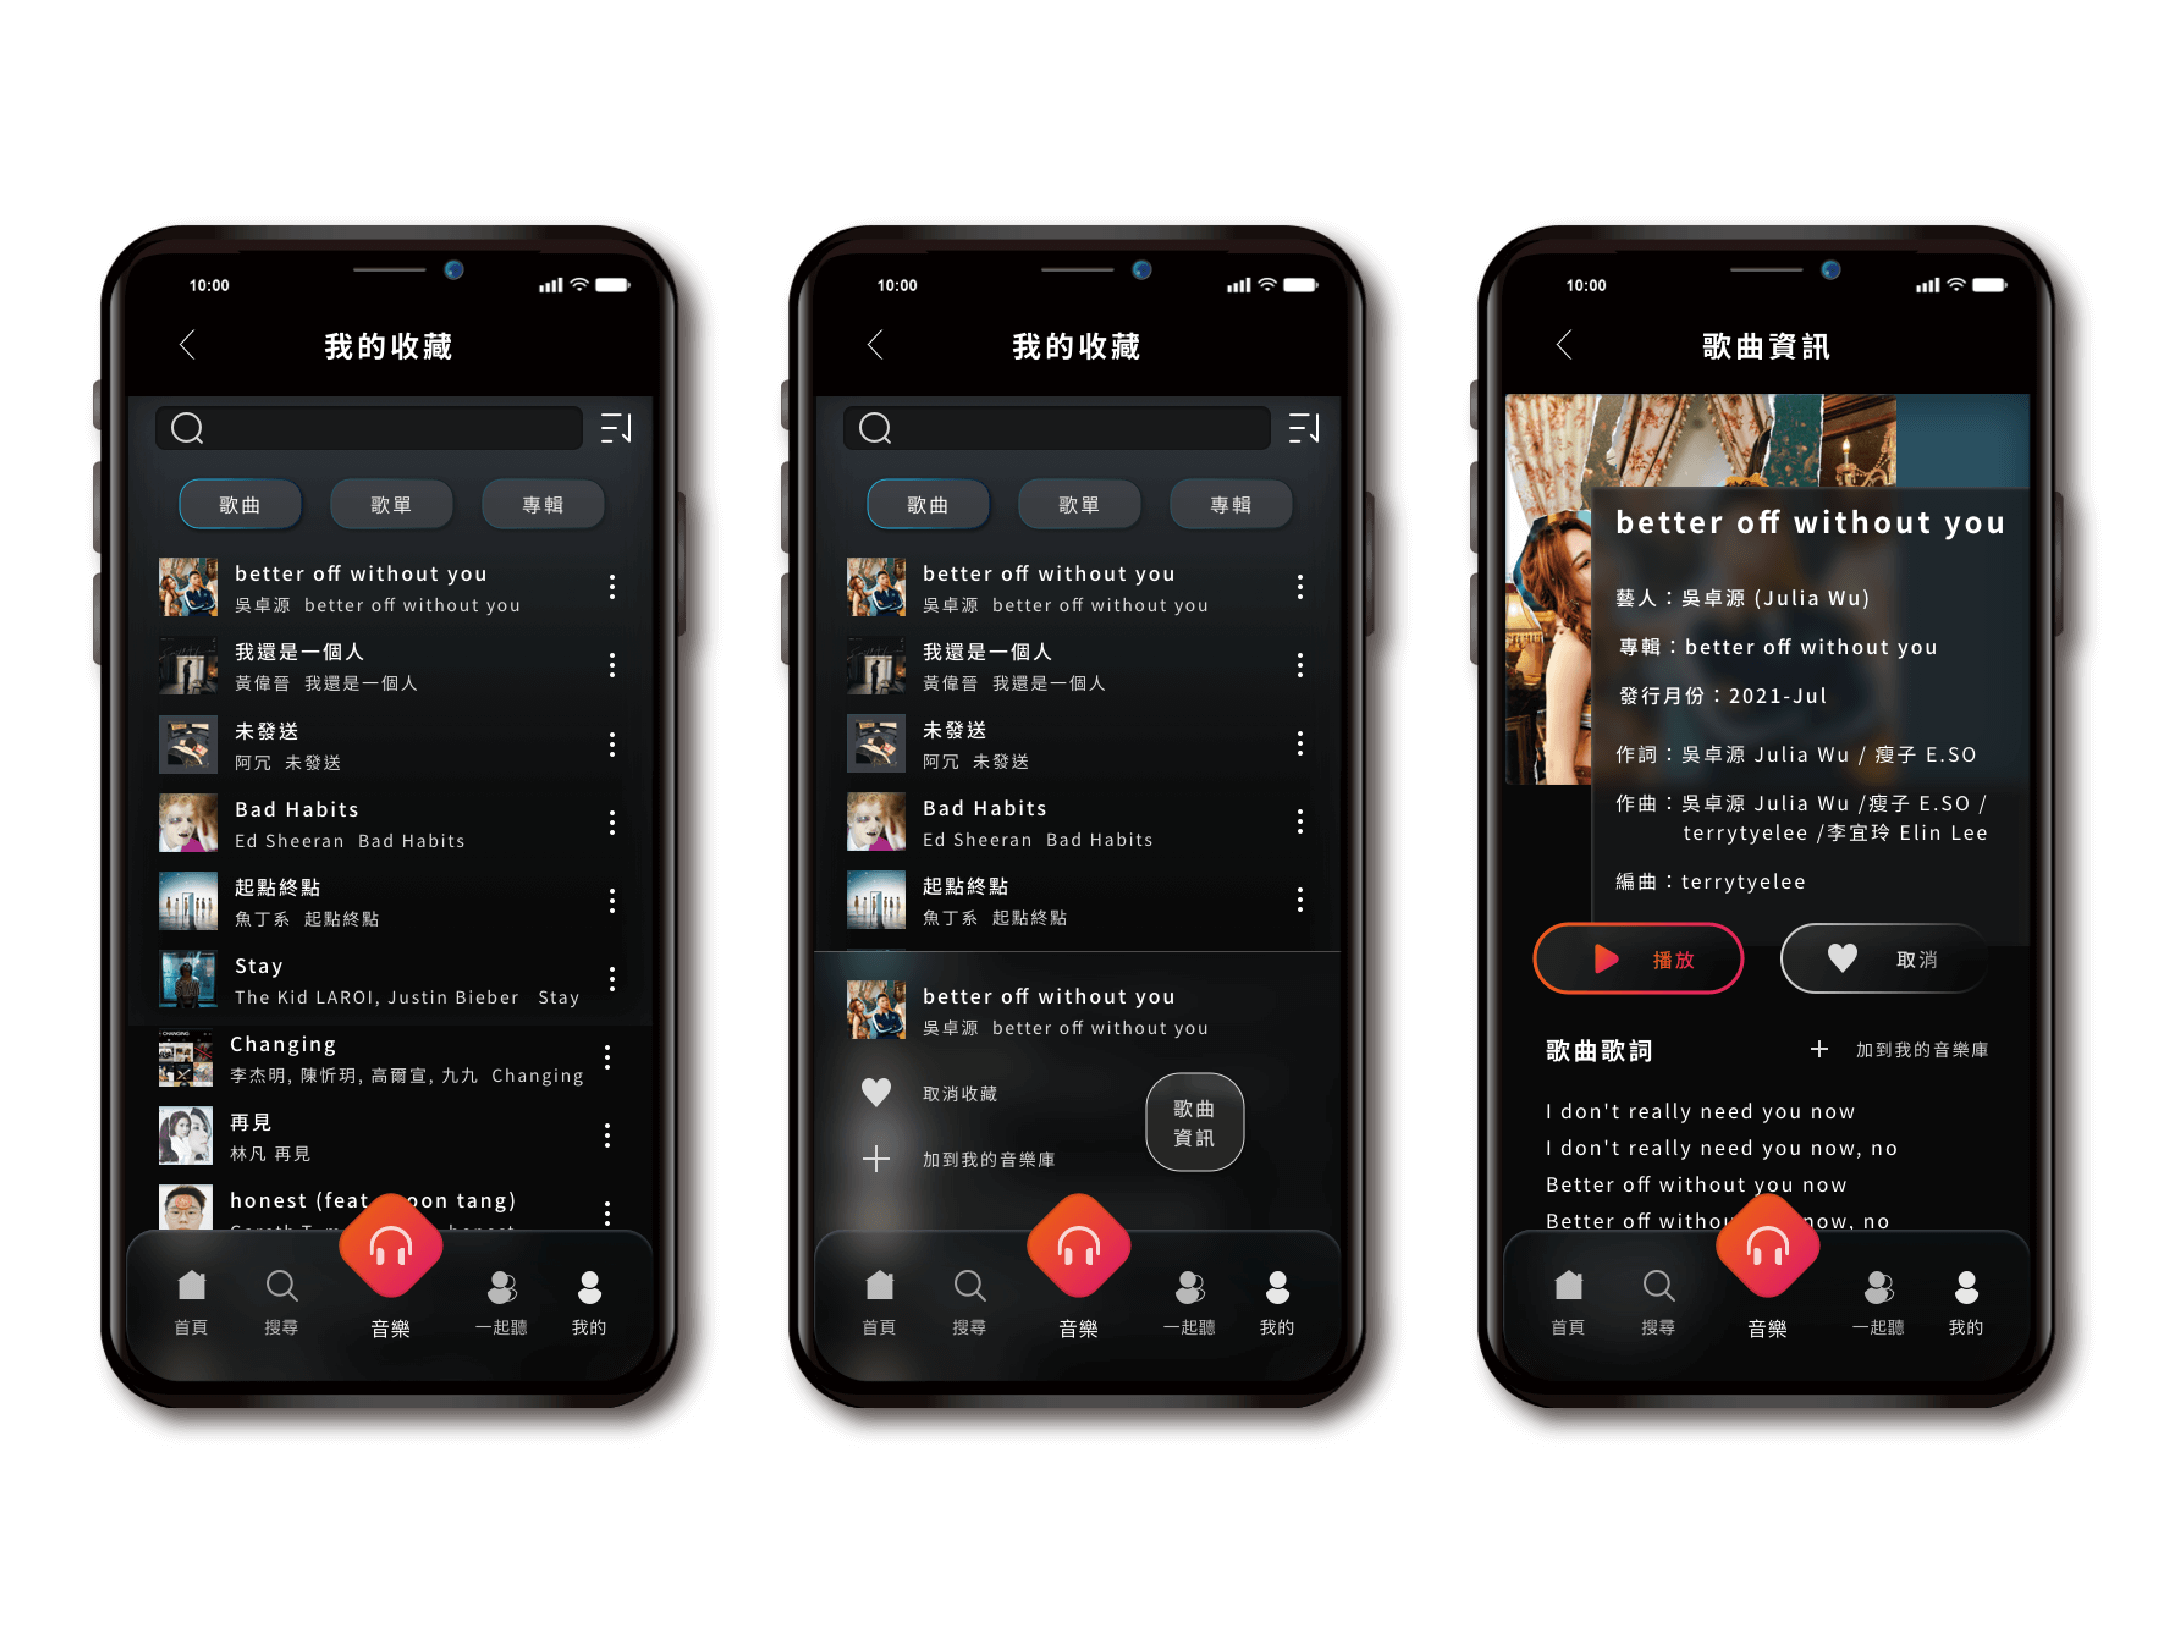 10:00
我的收藏
歌曲 歌單 專輯
better off without you
吳卓源 better off without you
我還是一個人
黃偉晉 我還是一個人
未發送
阿冗 未發送
Bad Habits
Ed Sheeran Bad Habits
起點終點
魚丁糸 起點終點
Stay
The Kid LAROI, Justin Bieber Stay
CHANGING
Changing
李杰明, 陳忻玥, 高爾宣, 九九 Changing
再見
林凡 再見
honest (feat. oon tang)
honest
首頁 搜尋 音樂 一起聽 我的
10:00
我的收藏
歌曲 歌單 專輯
better off without you
吳卓源 better off without you
我還是一個人
黃偉晉 我還是一個人
未發送
阿冗 未發送
Bad Habits
Ed Sheeran Bad Habits
起點終點
魚丁糸 起點終點
better off without you
吳卓源 better off without you
取消收藏
加到我的音樂庫
歌曲
資訊
首頁 搜尋 音樂 一起聽 我的
10:00
歌曲資訊
better off without you
藝人：吳卓源 (Julia Wu)
專輯：better off without you
發行月份：2021-Jul
作詞：吳卓源 Julia Wu / 瘦子 E.SO
作曲：吳卓源 Julia Wu /瘦子 E.SO /
terrytyelee /李宜玲 Elin Lee
編曲：terrytyelee
播放 取消
歌曲歌詞 加到我的音樂庫
I don't really need you now
I don't really need you now, no
Better off without you now
Better off withou now, no
首頁 搜尋 音樂 一起聽 我的